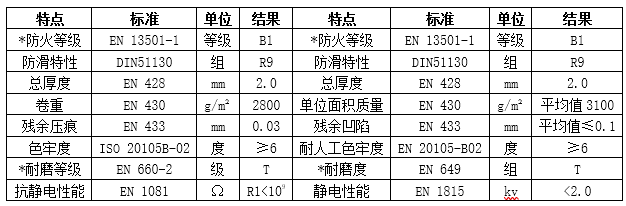 特点 标准 单位 结果 特点 标准 单位 结果
*防火等级 EN 13501-1 等级 B1 *防火等级 EN 13501-1 等级 B1
防滑特性 DIN51130 组 R9 防滑特性 DIN51130 组 R9
总厚度 EN 428 mm 2.0 总厚度 EN 428 mm 2.0
卷重 EN 430 g/m² 2800 单位面积质量 EN 430 g/m² 平均值3100
残余压痕 EN 433 mm 0.03 残余凹陷 EN 433 mm 平均值≤0.1
色牢度 ISO 20105B-02 度 ≥6 耐人工色牢度 EN 20105-B02 度 ≥6
*耐磨等级 EN 660-2 级 T *耐磨度 EN 649 组 T
抗静电性能 EN 1081 Ω R1<10⁹ 静电性能 EN 1815 kv <2.0